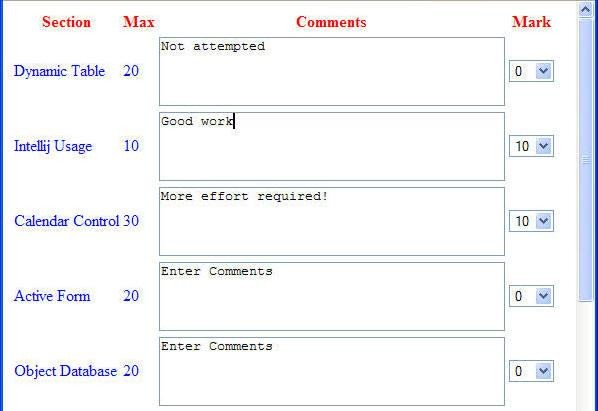 Section Max Comments Mark
Dynamic Table 20 Not attempted 0
Intellij Usage 10 Good work 10
Calendar Control 30 More effort required! 10
Active Form 20 Enter Comments 0
Object Database 20 Enter Comments 0